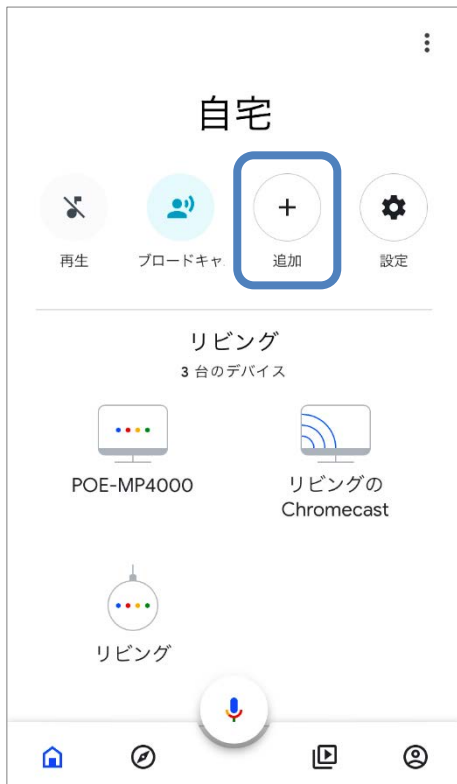 自宅
再生
ブロードキャ
追加
設定
リビング
3 台のデバイス
POE-MP4000
リビングの
Chromecast
リビング